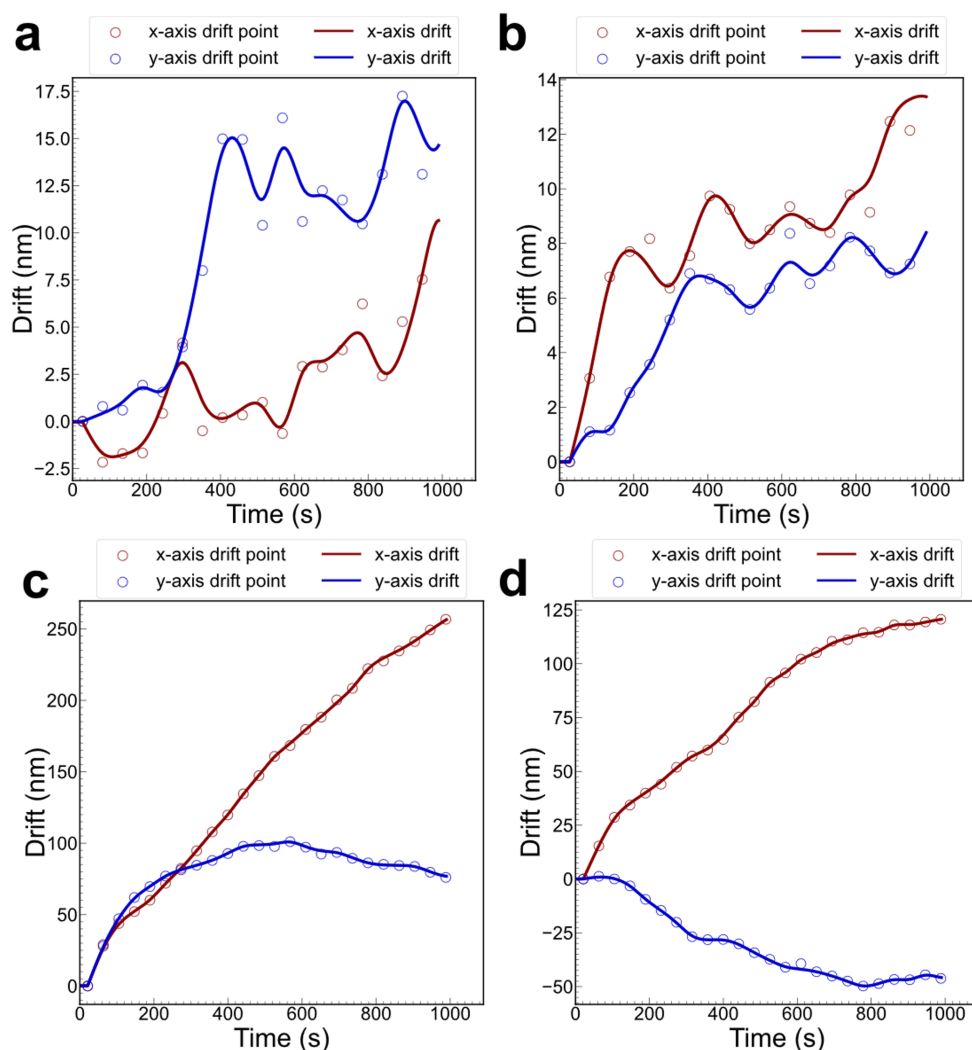 a
x-axis drift point
x-axis drift
y-axis drift point
y-axis drift
17.5
15.0
12.5
10.0
7.5
5.0
2.5
0.0
−2.5
Drift (nm)
0 200 400 600 800 1000
Time (s)
b
x-axis drift point
x-axis drift
y-axis drift point
y-axis drift
14
12
10
8
6
4
2
0
Drift (nm)
0 200 400 600 800 1000
Time (s)
c
x-axis drift point
x-axis drift
y-axis drift point
y-axis drift
250
200
150
100
50
0
Drift (nm)
0 200 400 600 800 1000
Time (s)
d
x-axis drift point
x-axis drift
y-axis drift point
y-axis drift
125
100
75
50
25
0
−25
−50
Drift (nm)
0 200 400 600 800 1000
Time (s)